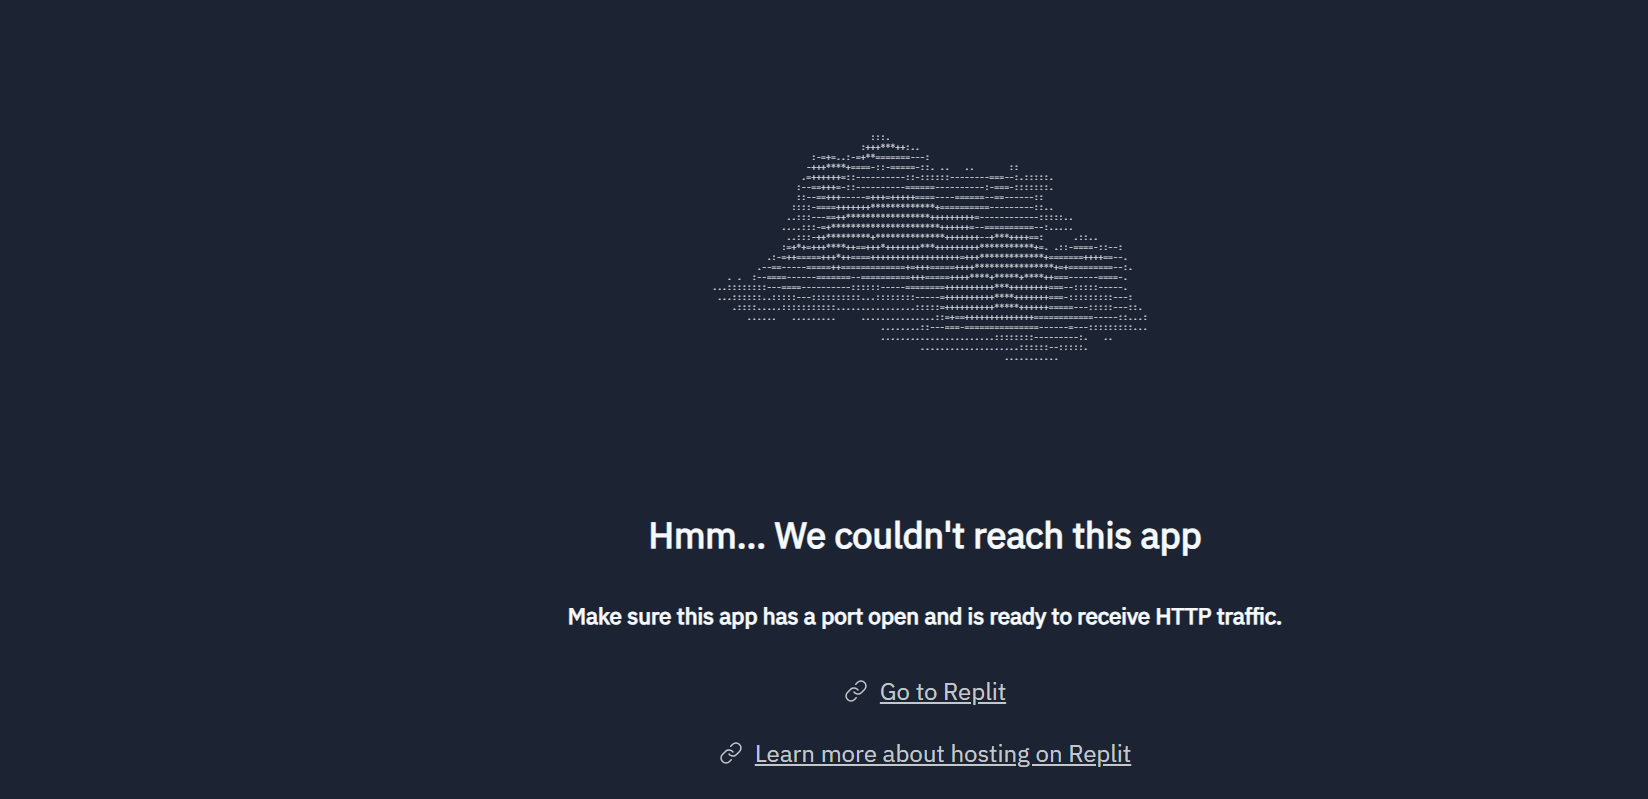 Hmm... We couldn't reach this app
Make sure this app has a port open and is ready to receive HTTP traffic.
Go to Replit
Learn more about hosting on Replit